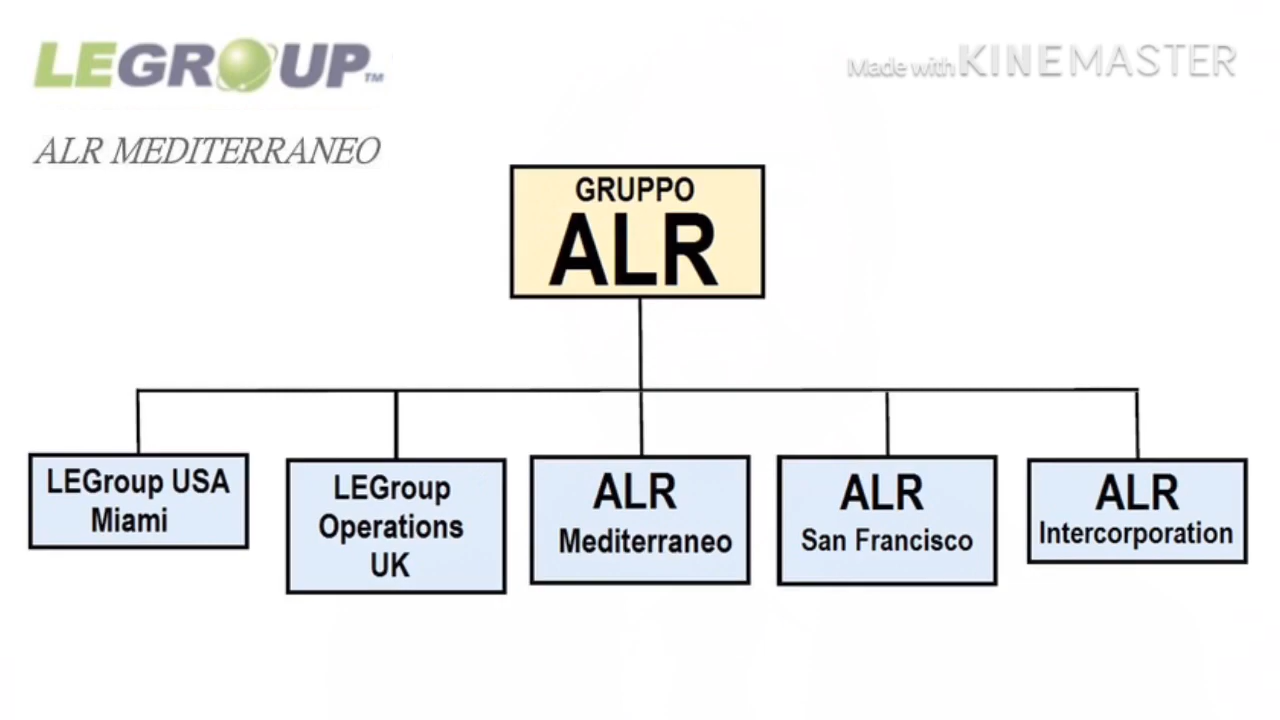 LEGROUP™
Made with KINEMASTER
ALR MEDITERRANEO
GRUPPO
ALR
LEGroup USA
Miami
LEGroup
Operations
UK
ALR
Mediterraneo
ALR
San Francisco
ALR
Intercorporation